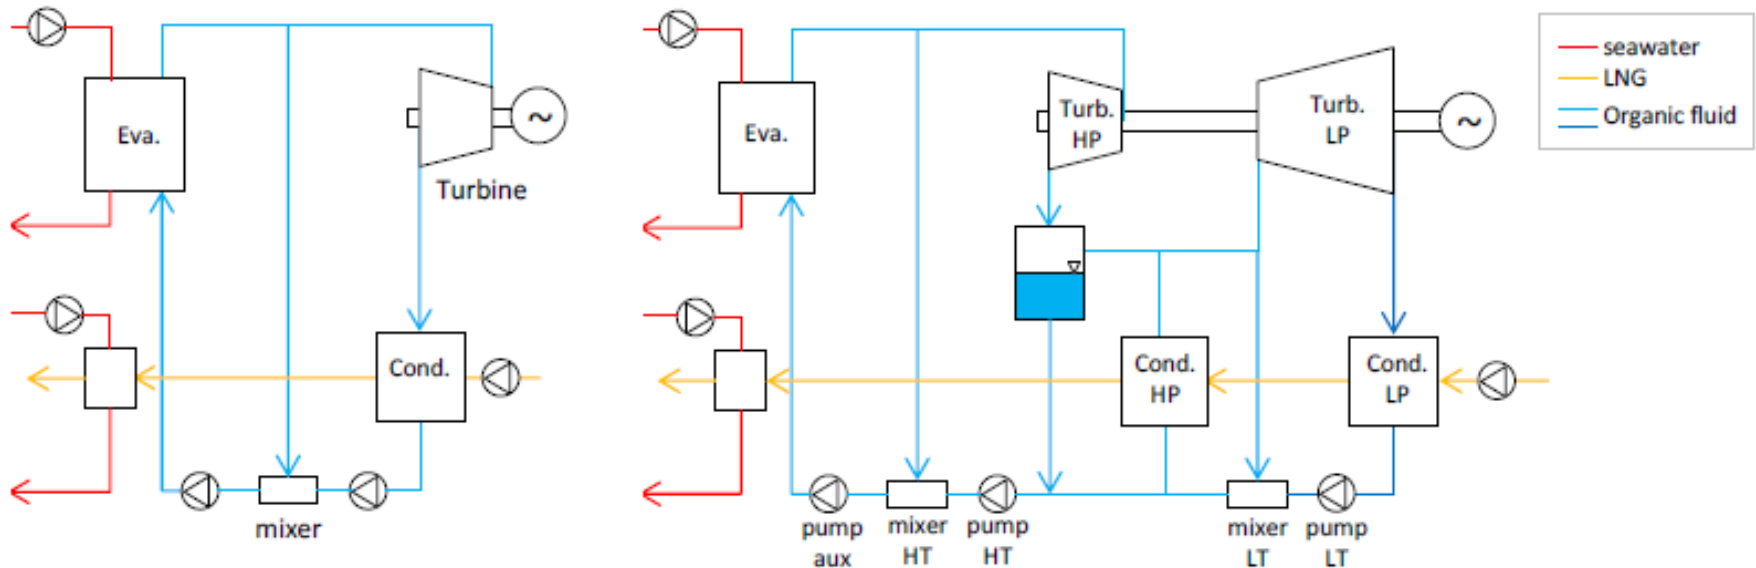 Eva.
~
Turbine
Cond.
mixer
Eva.
Turb.
HP
Turb.
LP
~
Cond.
HP
Cond.
LP
pump
aux
mixer
HT
pump
HT
mixer
LT
pump
LT
seawater
LNG
Organic fluid